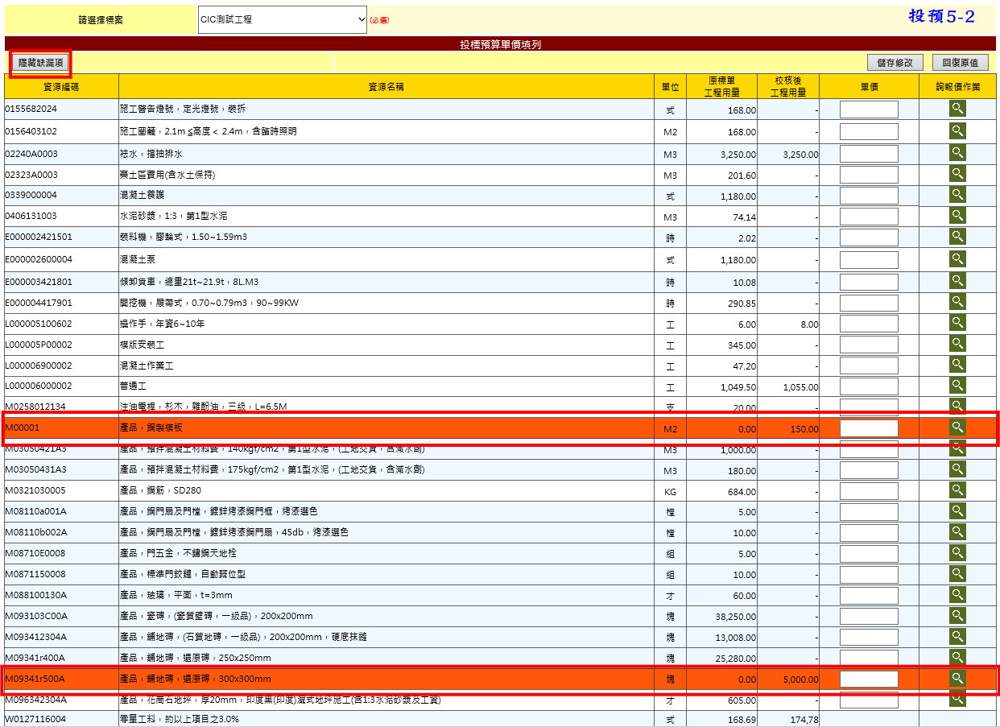 請選擇標案 CIC測試工程 (必選) 投預5-2
投標預算單價填列
隱藏缺漏項 儲存修改 回復原值
資源編碼 資源名稱 單位 原標單工程用量 校核後工程用量 單價 詢報價作業
0155682024 施工警告燈號，定光燈號，裝拆 式 168.00 -
0156403102 施工圍籬，2.1m≦高度< 2.4m，含臨時照明 M2 168.00 -
02240A0003 祛水，擋抽排水 M3 3,250.00 3,250.00
02323A0003 棄土區費用(含水土保持) M3 201.60 -
0339000004 混凝土養護 式 1,180.00 -
0406131003 水泥砂漿，1:3，第1型水泥 M3 74.14 -
E000002421501 裝料機，膠輪式，1.50~1.59m3 時 2.02 -
E000002600004 混凝土泵 式 1,180.00 -
E000003421801 傾卸貨車，總重21t~21.9t，8L.M3 時 10.08 -
E000004417901 開挖機，履帶式，0.70~0.79m3，90~99KW 時 290.85 -
L000005100602 操作手，年資6~10年 工 6.00 8.00
L000005P00002 模版安裝工 工 345.00 -
L000006900002 混凝土作業工 工 47.20 -
L000006000002 普通工 工 1,049.50 1,055.00
M0258012134 注油電桿，杉木，雜酚油，三級，L=6.5M 支 20.00 -
M00001 產品，鋼製模板 M2 0.00 150.00
M03050421A3 產品，預拌混凝土材料費，140kgf/cm2，第1型水泥，(工地交貨，含減水劑) M3 1,000.00 -
M03050431A3 產品，預拌混凝土材料費，175kgf/cm2，第1型水泥，(工地交貨，含減水劑) M3 180.00 -
M0321030005 產品，鋼筋，SD280 KG 684.00 -
M08110a001A 產品，鋼門扇及門樘，鍍鋅烤漆鋼門框，烤漆選色 樘 5.00 -
M08110b002A 產品，鋼門扇及門樘，鍍鋅烤漆鋼門扇，45db，烤漆選色 樘 10.00 -
M08710E0008 產品，門五金，不鏽鋼天地栓 組 5.00 -
M0871150008 產品，標準門鉸鏈，自動歸位型 組 10.00 -
M088100130A 產品，玻璃，平面，t=3mm 才 60.00 -
M093103C00A 產品，瓷磚，(瓷質壁磚，一級品)，200x200mm 塊 38,250.00 -
M093412304A 產品，舖地磚，(石質地磚，一級品)，200x200mm，硬底抹縫 塊 13,008.00 -
M09341r400A 產品，舖地磚，還原磚，250x250mm 塊 25,280.00 -
M09341r500A 產品，舖地磚，還原磚，300x300mm 塊 0.00 5,000.00
M096342304A 產品，花崗石地坪，厚20mm，印度黑(印度)濕式地坪施工(含1:3水泥砂漿及工資) 才 605.00 -
W0127116004 零星工料，約以上項目之3.0% 式 168.69 174,78